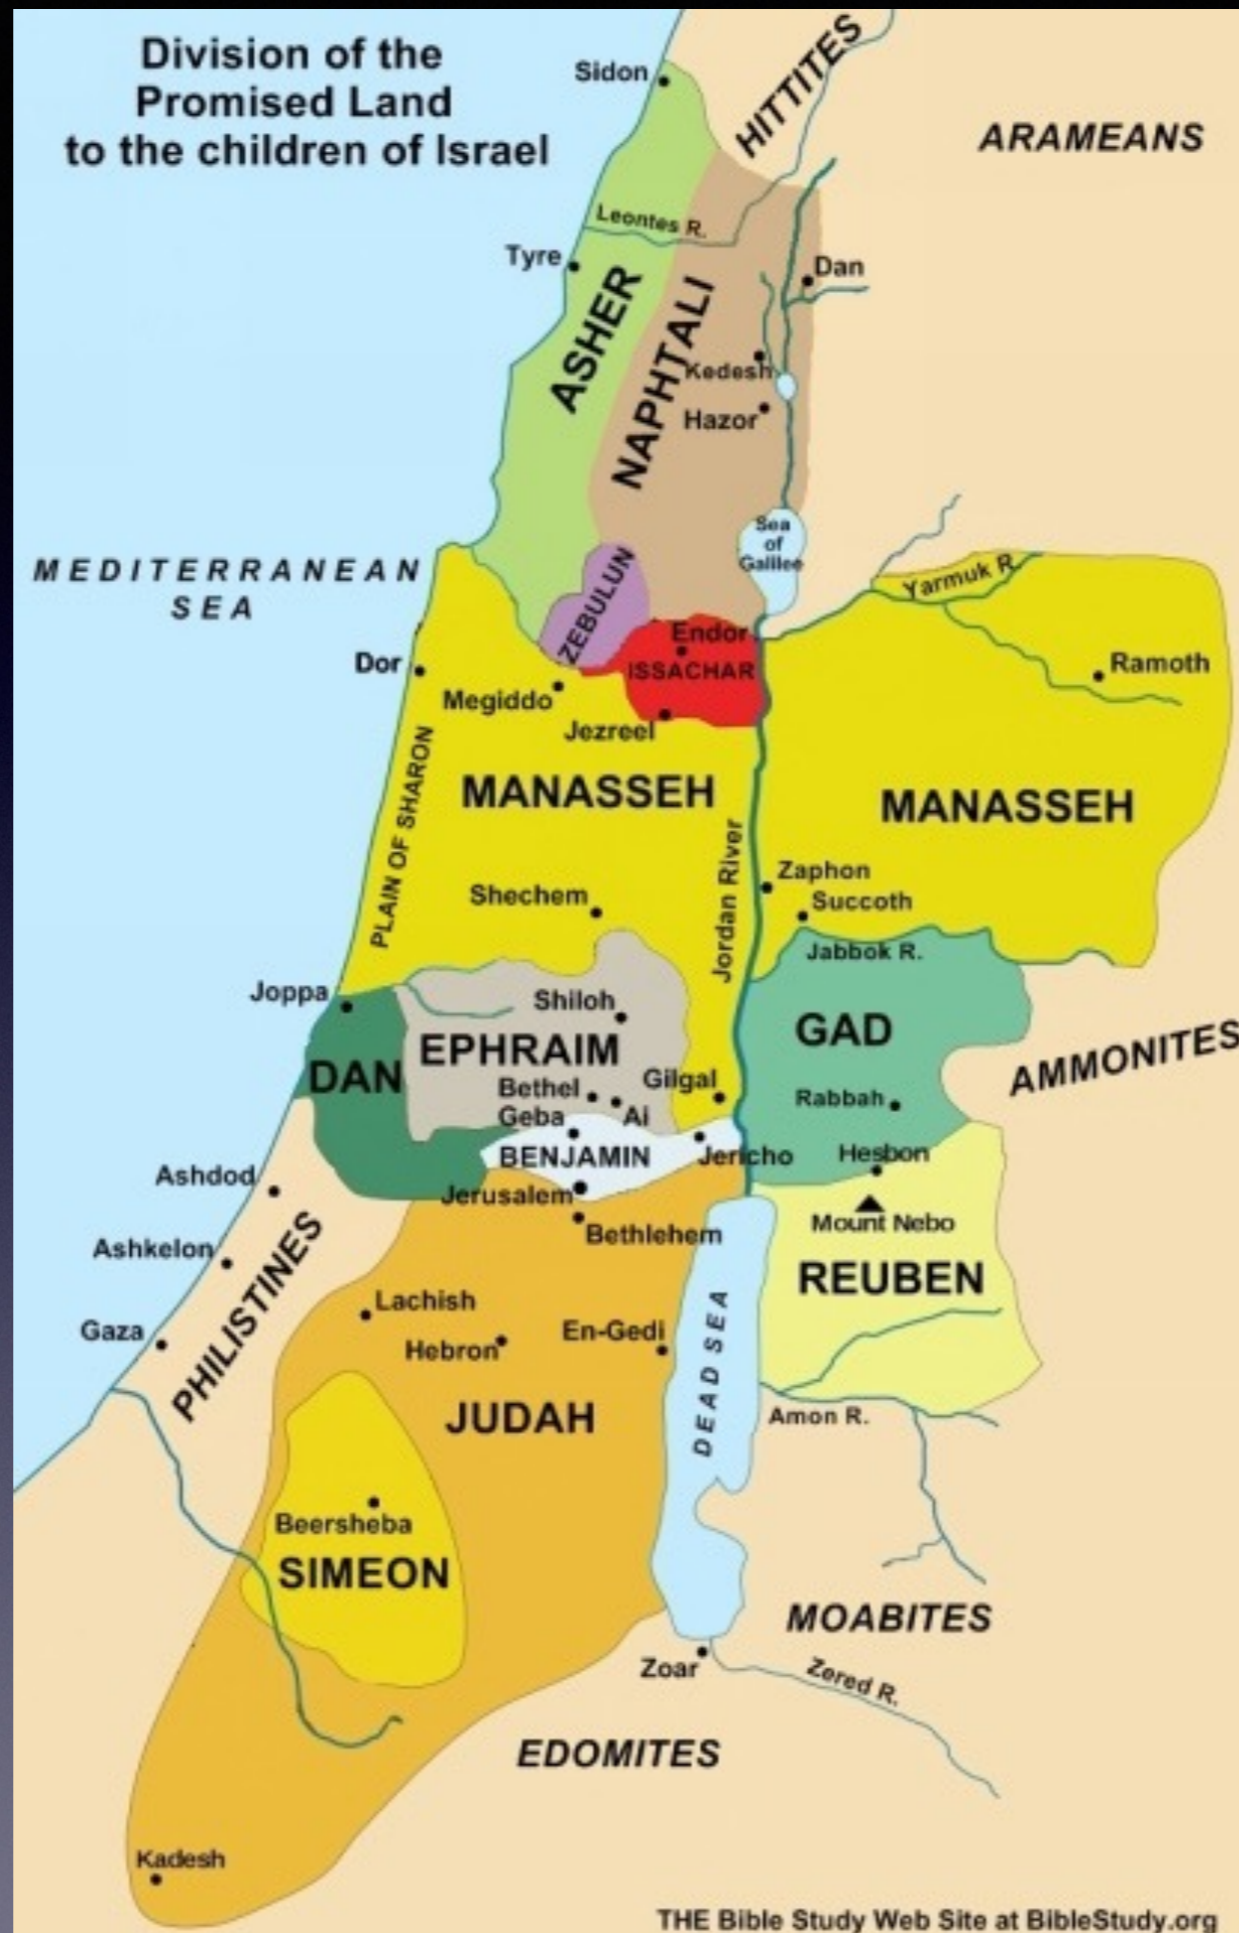 Division of the
Promised Land
to the children of Israel
Sidon
HITTITES
ARAMEANS
Leontes R.
Tyre
Dan
ASHER
NAPHTALI
Kedesh
Hazor
Sea
of
Galilee
MEDITERRANEAN
SEA
ZEBULUN
Yarmuk R.
Endor
ISSACHAR
Dor
Ramoth
Megiddo
Jezreel
PLAIN OF SHARON
MANASSEH
MANASSEH
Jordan River
Zaphon
Shechem
Succoth
Jabbok R.
Joppa
Shiloh
GAD
EPHRAIM
DAN
AMMONITES
Bethel
Gilgal
Rabbah
Geba
Ai
BENJAMIN
Jericho
Hesbon
Ashdod
Jerusalem
Mount Nebo
Bethlehem
Ashkelon
PHILISTINES
REUBEN
Lachish
Gaza
En-Gedi
Hebron
DEAD SEA
JUDAH
Amon R.
Beersheba
SIMEON
MOABITES
Zoar
Zered R.
EDOMITES
Kadesh
THE Bible Study Web Site at BibleStudy.org